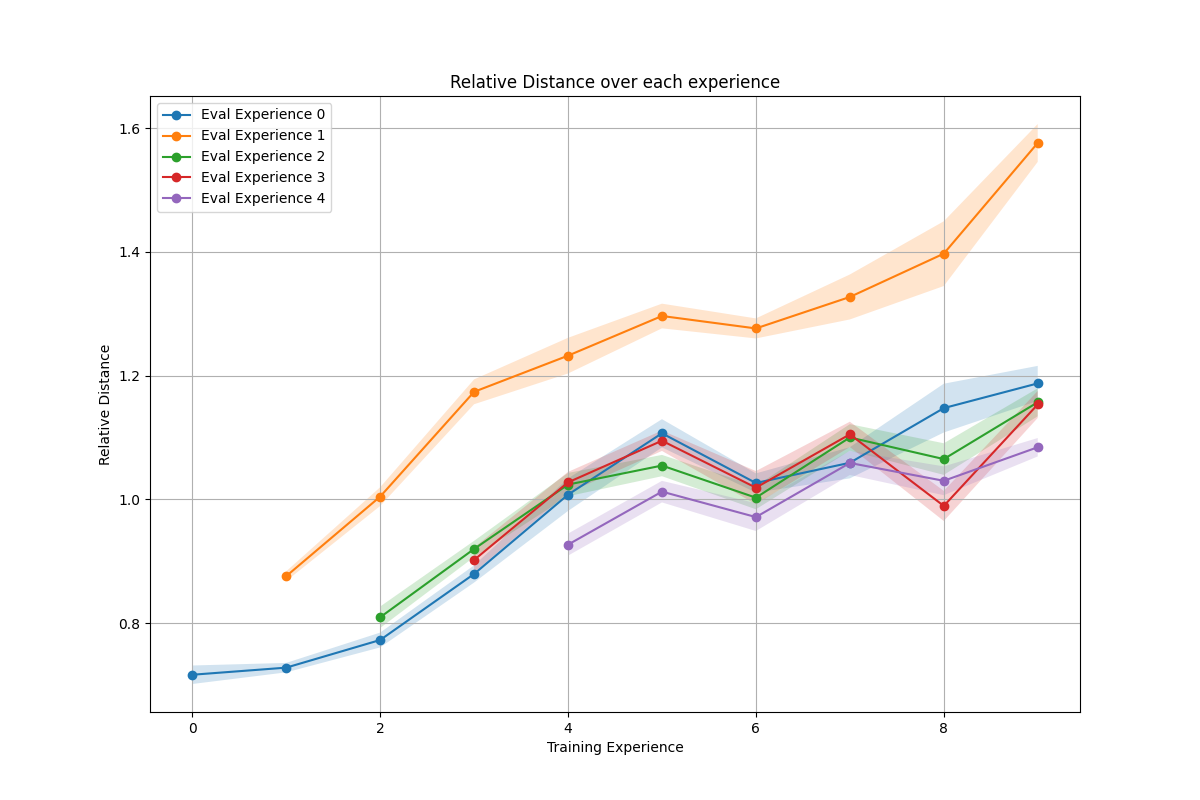 Relative Distance over each experience
Eval Experience 0
Eval Experience 1
Eval Experience 2
Eval Experience 3
Eval Experience 4
1.6
1.4
1.2
1.0
0.8
Relative Distance
0 2 4 6 8
Training Experience